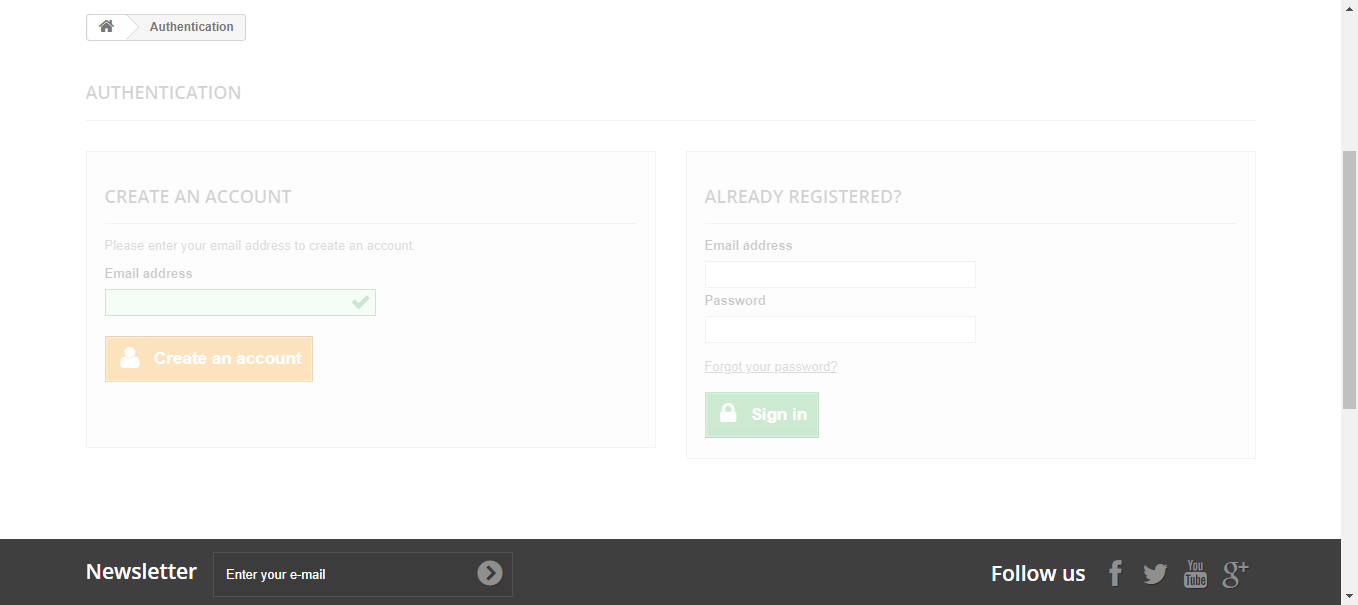 Authentication
AUTHENTICATION
CREATE AN ACCOUNT
Please enter your email address to create an account.
Email address
Create an account
ALREADY REGISTERED?
Email address
Password
Forgot your password?
Sign in
Newsletter
Enter your e-mail
Follow us
You
Tube
g+